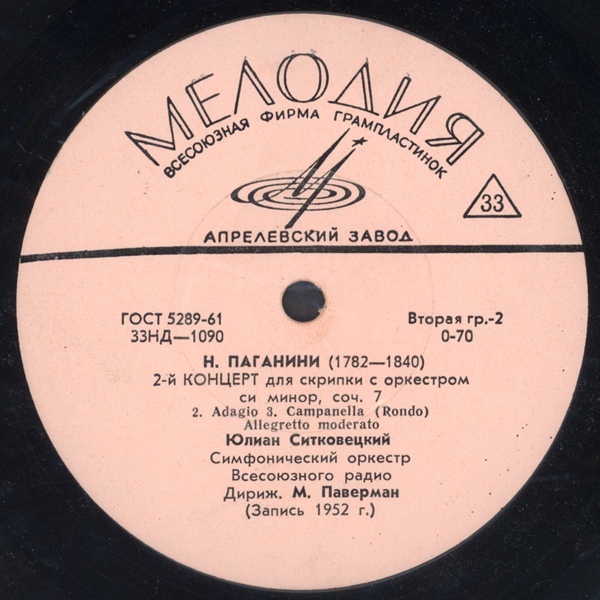 МЕЛОДИЯ
ВСЕСОЮЗНАЯ ФИРМА ГРАМПЛАСТИНОК
33
АПРЕЛЕВСКИЙ ЗАВОД
ГОСТ 5289-61
Вторая гр.-2
33НД—1090
0-70
Н. ПАГАНИНИ (1782—1840)
2-й КОНЦЕРТ для скрипки с оркестром
си минор, соч. 7
2. Adagio 3. Campanella (Rondo)
Allegretto moderato
Юлиан Ситковецкий
Симфонический оркестр
Всесоюзного радио
Дириж. М. Паверман
(Запись 1952 г.)